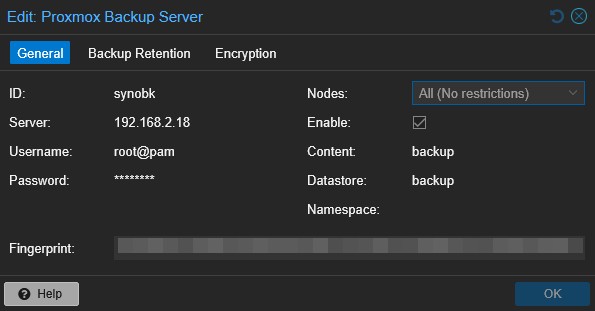 Edit: Proxmox Backup Server
General Backup Retention Encryption
ID: synobk Nodes: All (No restrictions)
Server: 192.168.2.18 Enable:
Username: root@pam Content: backup
Password: ******** Datastore: backup
Namespace:
Fingerprint:
Help OK